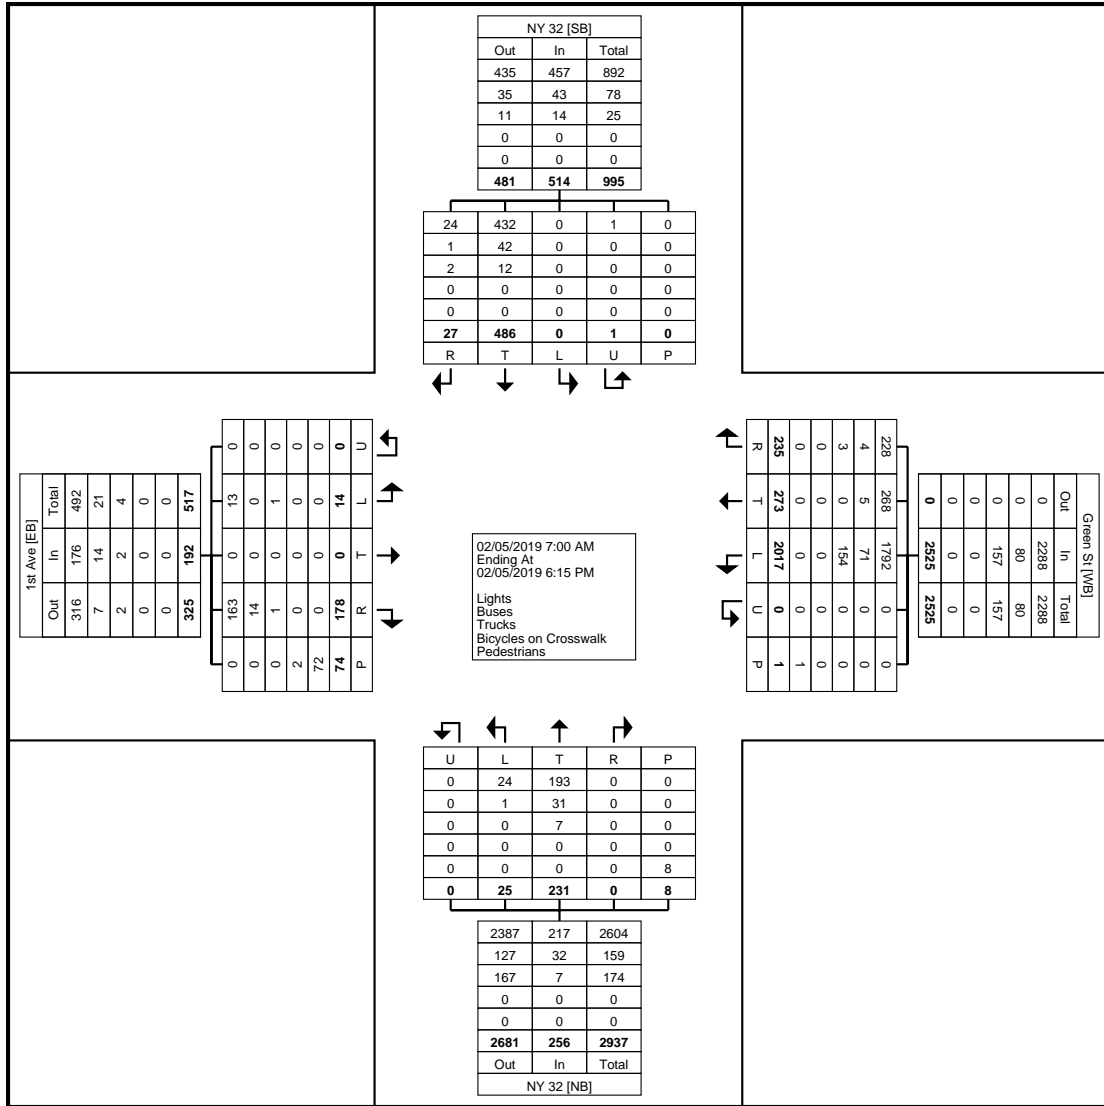 NY 32 [SB]
Out In Total
435 457 892
35 43 78
11 14 25
0 0 0
0 0 0
481 514 995
24 432 0 1 0
1 42 0 0 0
2 12 0 0 0
0 0 0 0 0
0 0 0 0 0
27 486 0 1 0
R T L U P
1st Ave [EB]
Total 492 21 4 0 0 517
In 176 14 2 0 0 192
Out 316 7 2 0 0 325
0 0 0 0 0 0 U
13 0 1 0 0 14 L
0 0 0 0 0 0 T
163 14 1 0 0 178 R
0 0 0 2 72 74 P
02/05/2019 7:00 AM
Ending At
02/05/2019 6:15 PM
Lights
Buses
Trucks
Bicycles on Crosswalk
Pedestrians
R 235 0 0 3 4 228
T 273 0 0 0 5 268
L 2017 0 0 154 71 1792
U 0 0 0 0 0 0
P 1 1 0 0 0 0
Green St [WB]
0 0 0 0 0 0 Out
2525 0 0 157 80 2288 In
2525 0 0 157 80 2288 Total
U L T R P
0 24 193 0 0
0 1 31 0 0
0 0 7 0 0
0 0 0 0 0
0 0 0 0 8
0 25 231 0 8
2387 217 2604
127 32 159
167 7 174
0 0 0
0 0 0
2681 256 2937
Out In Total
NY 32 [NB]